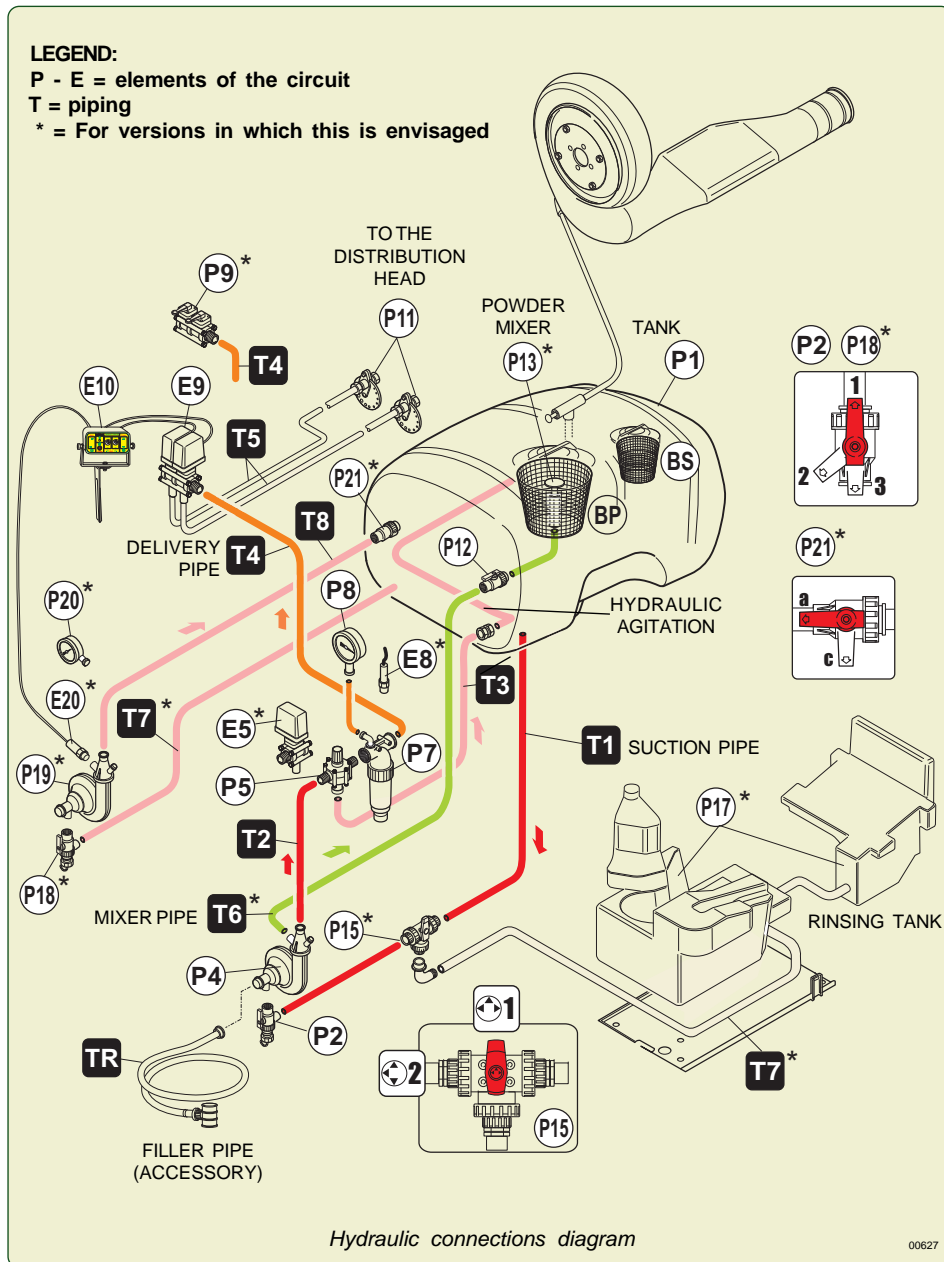 LEGEND:
P - E = elements of the circuit
T = piping
* = For versions in which this is envisaged
TO THE
DISTRIBUTION
HEAD
P9*
P11
POWDER
MIXER
P13*
TANK
P1
P2 P18*
1
2
3
T4
E10
E9
T5
P21*
BS
BP
P21*
a
c
DELIVERY
PIPE
T4
T8
P12
P8
HYDRAULIC
AGITATION
P20*
E8*
E20*
T7*
T3
E5*
T1 SUCTION PIPE
P19*
P7
P5
P17*
T2
P18*
RINSING TANK
MIXER PIPE T6*
P15*
P4
P2
1
2
P15
T7*
TR
FILLER PIPE
(ACCESSORY)
Hydraulic connections diagram
00627